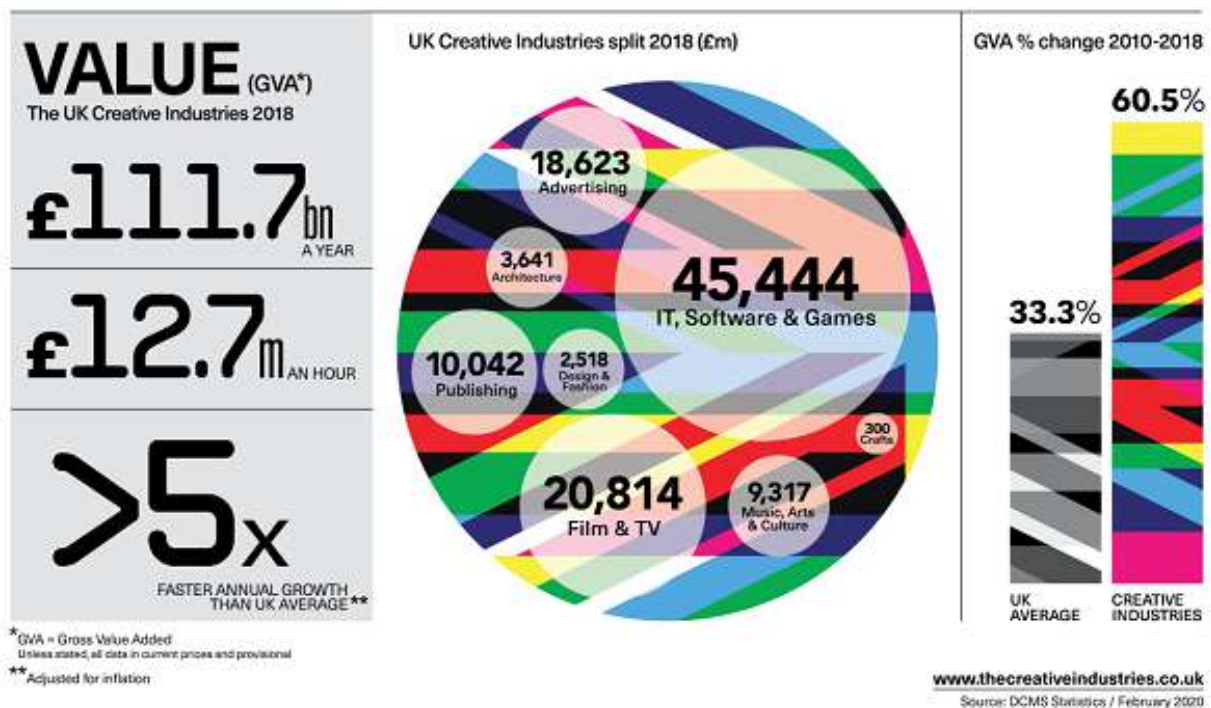 VALUE (GVA*)
The UK Creative Industries 2018
£111.7bn
A YEAR
£12.7m AN HOUR
>5x
FASTER ANNUAL GROWTH
THAN UK AVERAGE**
*GVA = Gross Value Added
Unless stated, all data in current prices and provisional
**Adjusted for inflation
UK Creative Industries split 2018 (£m)
18,623
Advertising
3,641
Architecture
45,444
IT, Software & Games
10,042
Publishing
2,518
Design &
Fashion
300
Crafts
20,814
Film & TV
9,317
Music, Arts
& Culture
GVA % change 2010-2018
60.5%
33.3%
UK
AVERAGE
CREATIVE
INDUSTRIES
www.thecreativeindustries.co.uk
Source: DCMS Statistics / February 2020